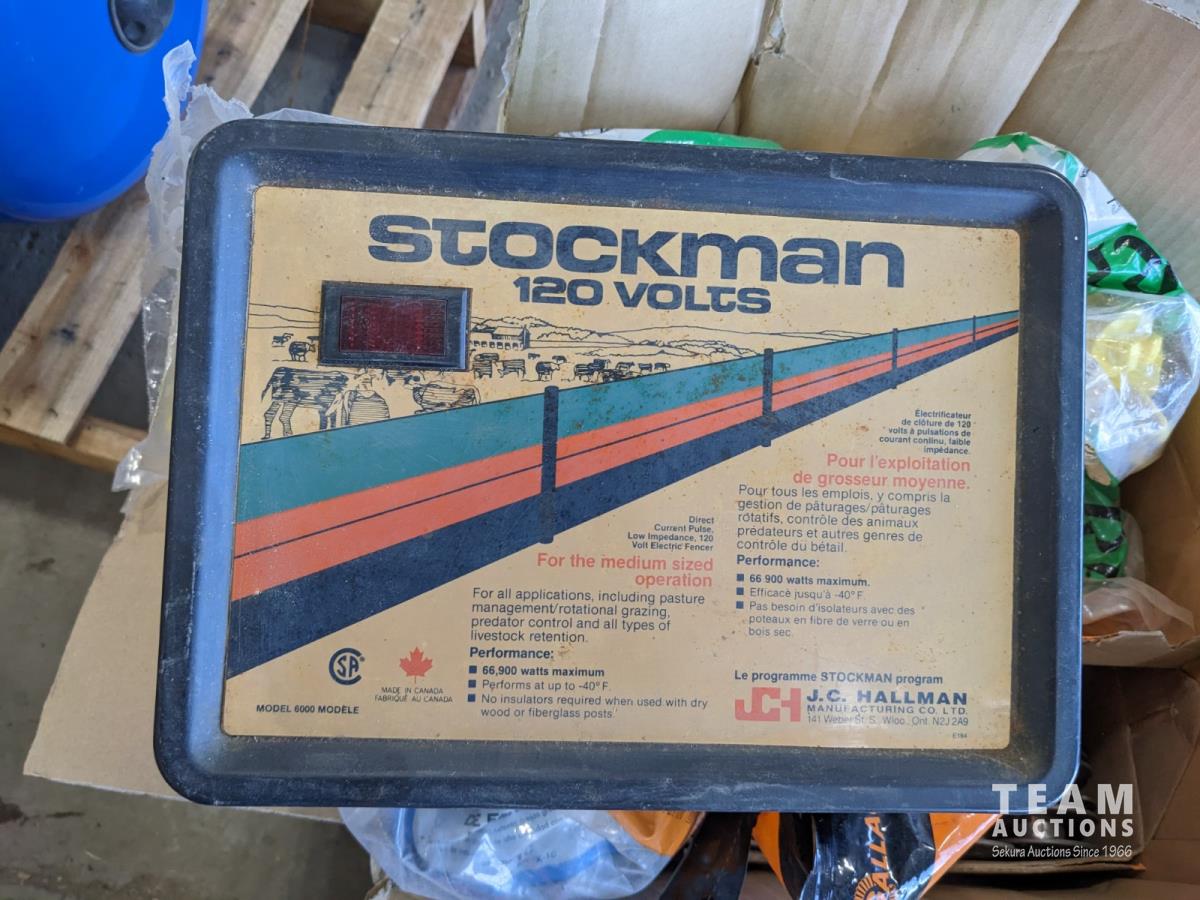 STOCKMAN
120 VOLTS
Électrificateur
de clôture de 120
volts à pulsations de
courant continu, faible
impédance.
Pour l'exploitation
de grosseur moyenne.
Pour tous les emplois, y compris la
gestion de pâturages/pâturages
rotatifs, contrôle des animaux
prédateurs et autres genres de
contrôle du bétail.
Performance:
66 900 watts maximum.
Efficace jusqu'à -40° F.
Pas besoin d'isolateurs avec des
poteaux en fibre de verre ou en
bois sec.
Direct
Current Pulse,
Low Impedance, 120
Volt Electric Fencer
For the medium sized
operation
For all applications, including pasture
management/rotational grazing,
predator control and all types of
livestock retention.
Performance:
66,900 watts maximum
Performs at up to -40° F.
No insulators required when used with dry
wood or fiberglass posts.
SA
MADE IN CANADA
FABRIQUÉ AU CANADA
MODEL 6000 MODÈLE
Le programme STOCKMAN program
JCH J.C. HALLMAN
MANUFACTURING CO. LTD.
141 Weber St. S., Wloo., Ont. N2J 2A9
E184
ALLA
TEAM
AUCTIONS
Sekura Auctions Since 1966